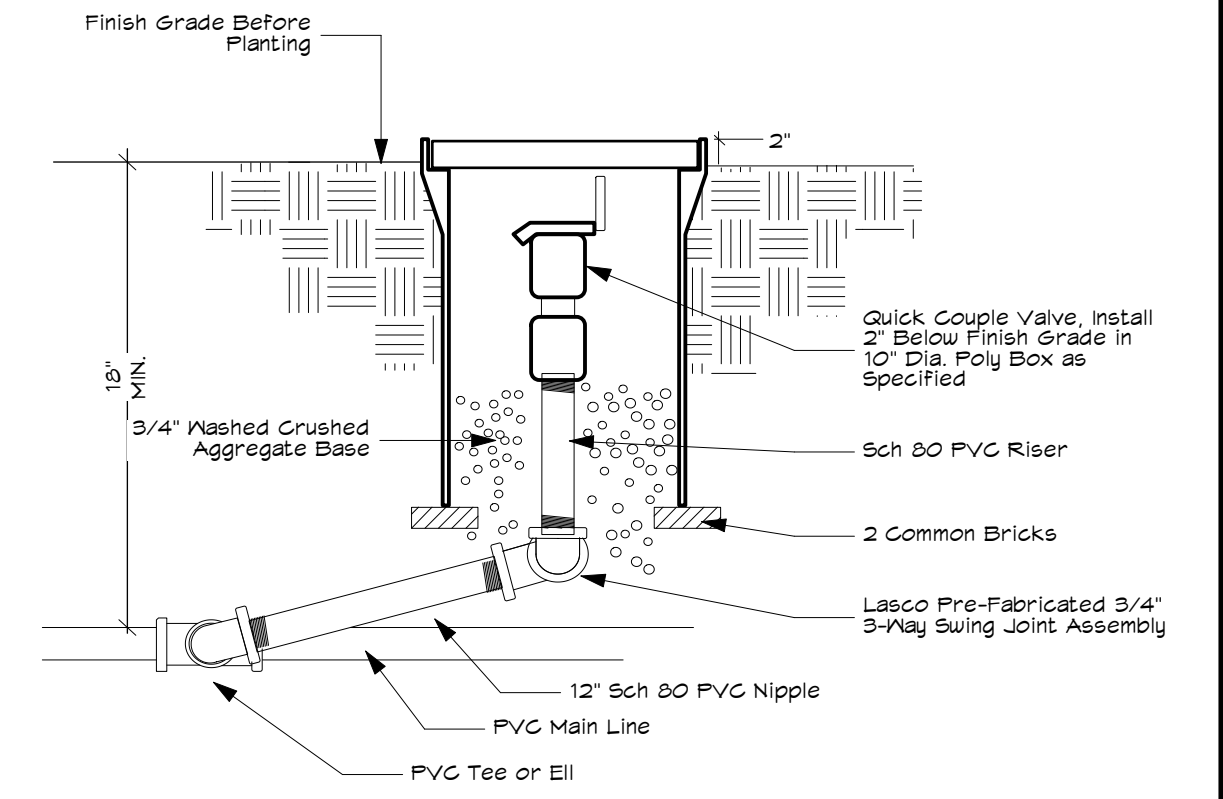 Finish Grade Before
Planting
2"
18"
MIN.
Quick Couple Valve, Install
2" Below Finish Grade in
10" Dia. Poly Box as
Specified
3/4" Washed Crushed
Aggregate Base
Sch 80 PVC Riser
2 Common Bricks
Lasco Pre-Fabricated 3/4"
3-Way Swing Joint Assembly
12" Sch 80 PVC Nipple
PVC Main Line
PVC Tee or Ell